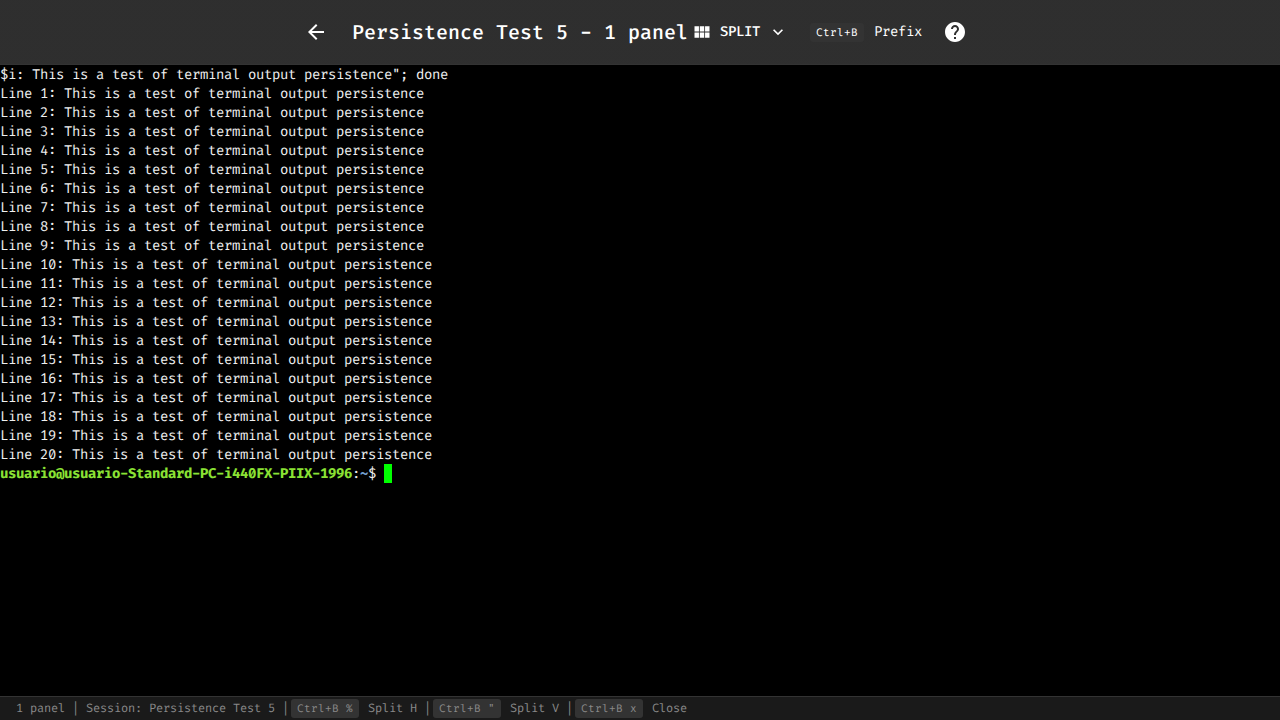 Persistence Test 5 - 1 panel SPLIT Ctrl+B Prefix ?
$i: This is a test of terminal output persistence"; done
Line 1: This is a test of terminal output persistence
Line 2: This is a test of terminal output persistence
Line 3: This is a test of terminal output persistence
Line 4: This is a test of terminal output persistence
Line 5: This is a test of terminal output persistence
Line 6: This is a test of terminal output persistence
Line 7: This is a test of terminal output persistence
Line 8: This is a test of terminal output persistence
Line 9: This is a test of terminal output persistence
Line 10: This is a test of terminal output persistence
Line 11: This is a test of terminal output persistence
Line 12: This is a test of terminal output persistence
Line 13: This is a test of terminal output persistence
Line 14: This is a test of terminal output persistence
Line 15: This is a test of terminal output persistence
Line 16: This is a test of terminal output persistence
Line 17: This is a test of terminal output persistence
Line 18: This is a test of terminal output persistence
Line 19: This is a test of terminal output persistence
Line 20: This is a test of terminal output persistence
usuario@usuario-Standard-PC-i440FX-PIIX-1996:~$
1 panel | Session: Persistence Test 5 | Ctrl+B % Split H | Ctrl+B " Split V | Ctrl+B x Close